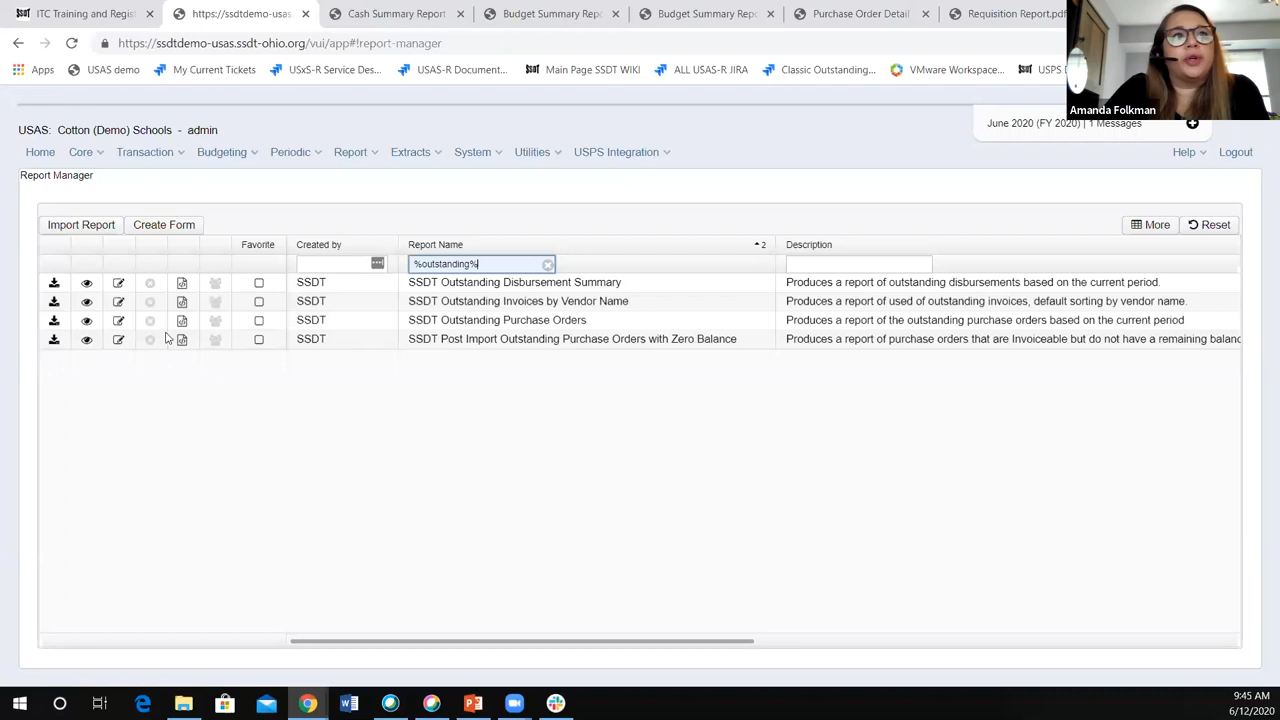 ITC Training and Regist
https://ssdtdemo-usas.
Cash Summary Report
Budget Summary Repo
Budget Summary Repo
Purchase Order Detail
Requisition Report.pdf
https://ssdtdemo-usas.ssdt-ohio.org/vui/app#!report-manager
Apps
USAS demo
My Current Tickets
USxS-R Service Des...
USAS-R Document...
SSDT
Main Page SSDT WIKI
ALL USAS-R JIRA
Classic Outstanding...
VMware Workspace...
SSDT
USPS D
Amanda Folkman
USAS: Cotton (Demo) Schools - admin
June 2020 (FY 2020) | 1 Messages
Home
Core
Transaction
Budgeting
Periodic
Report
Extracts
System
Utilities
USPS Integration
Help
Logout
Report Manager
Import Report
Create Form
More
Reset
Favorite
Created by
Report Name
2
Description
%outstanding%
SSDT
SSDT Outstanding Disbursement Summary
Produces a report of outstanding disbursements based on the current period.
SSDT
SSDT Outstanding Invoices by Vendor Name
Produces a report of used of outstanding invoices, default sorting by vendor name.
SSDT
SSDT Outstanding Purchase Orders
Produces a report of the outstanding purchase orders based on the current period
SSDT
SSDT Post Import Outstanding Purchase Orders with Zero Balance
Produces a report of purchase orders that are Invoiceable but do not have a remaining balanc
9:45 AM
6/12/2020